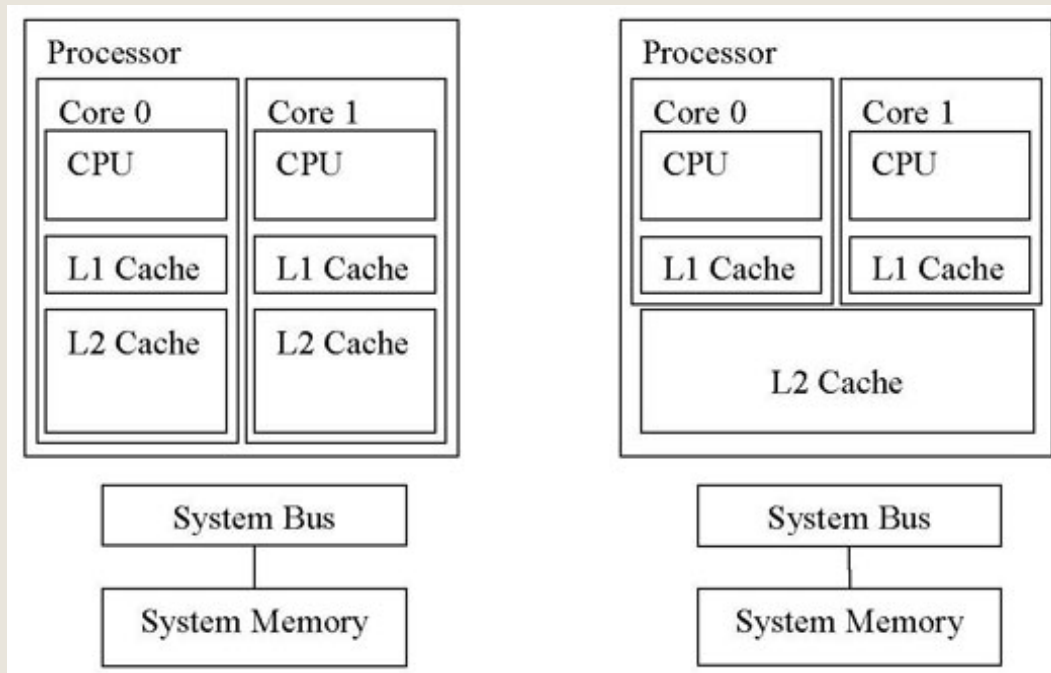 Processor
Core 0
CPU
L1 Cache
L2 Cache
Core 1
CPU
L1 Cache
L2 Cache
System Bus
System Memory
Processor
Core 0
CPU
L1 Cache
Core 1
CPU
L1 Cache
L2 Cache
System Bus
System Memory